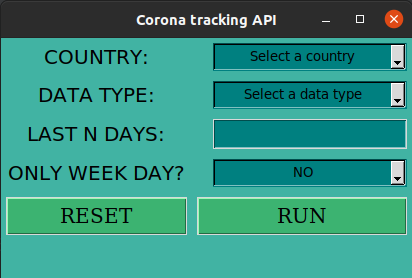 Corona tracking API
COUNTRY: Select a country
DATA TYPE: Select a data type
LAST N DAYS:
ONLY WEEK DAY? NO
RESET RUN